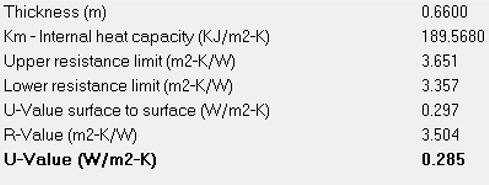 Thickness (m) 0.6600
Km - Internal heat capacity (KJ/m2-K) 189.5680
Upper resistance limit (m2-K/W) 3.651
Lower resistance limit (m2-K/W) 3.357
U-Value surface to surface (W/m2-K) 0.297
R-Value (m2-K/W) 3.504
U-Value (W/m2-K) 0.285